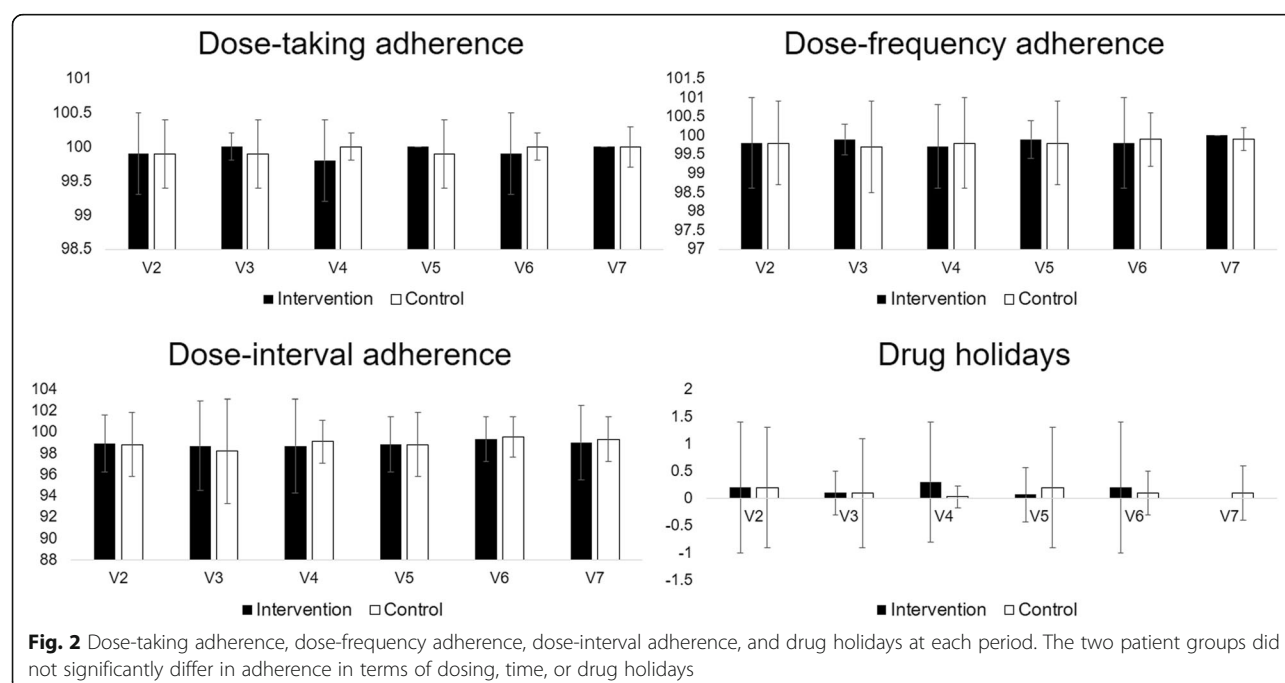 Dose-taking adherence
101
100.5
100
99.5
99
98.5
V2 V3 V4 V5 V6 V7
Intervention Control
Dose-frequency adherence
101.5
101
100.5
100
99.5
99
98.5
98
97.5
97
V2 V3 V4 V5 V6 V7
Intervention Control
Dose-interval adherence
104
102
100
98
96
94
92
90
88
V2 V3 V4 V5 V6 V7
Intervention Control
Drug holidays
2
1.5
1
0.5
0
-0.5
-1
-1.5
V2 V3 V4 V5 V6 V7
Intervention Control
Fig. 2 Dose-taking adherence, dose-frequency adherence, dose-interval adherence, and drug holidays at each period. The two patient groups did
not significantly differ in adherence in terms of dosing, time, or drug holidays